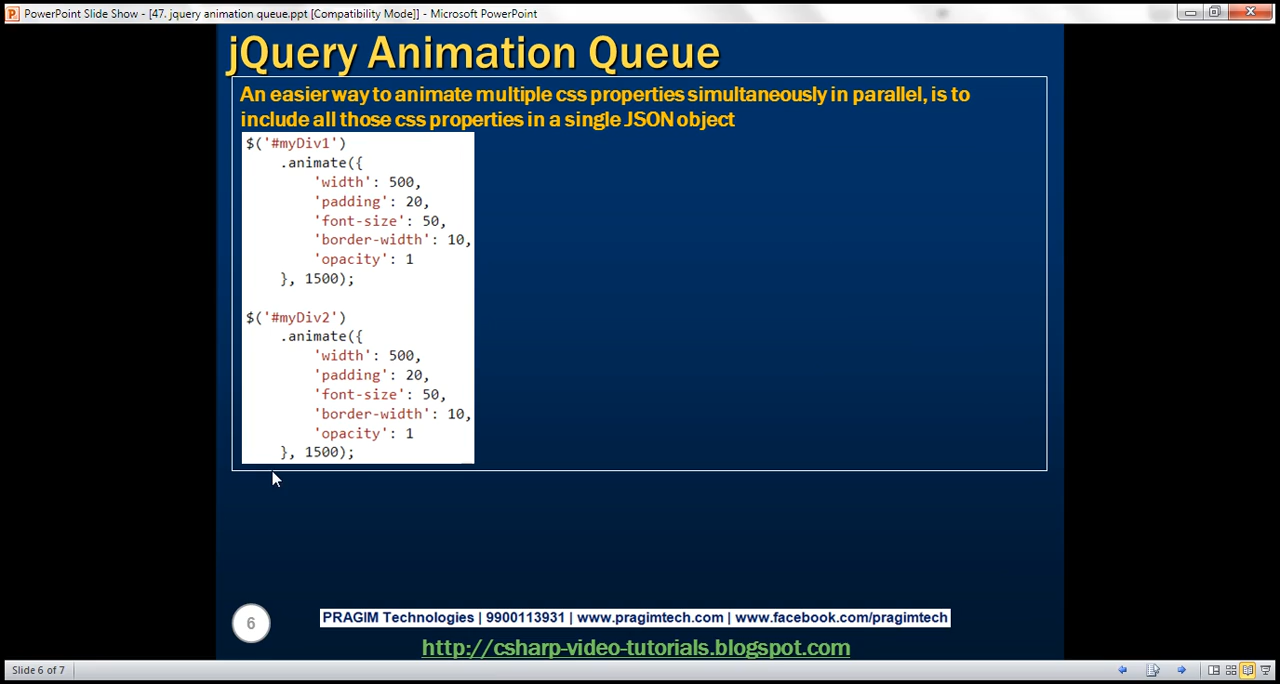 PowerPoint Slide Show - [47. jquery animation queue.ppt [Compatibility Mode]] - Microsoft PowerPoint
jQuery Animation Queue
An easier way to animate multiple css properties simultaneously in parallel, is to
include all those css properties in a single JSON object
$('#myDiv1')
    .animate({
        'width': 500,
        'padding': 20,
        'font-size': 50,
        'border-width': 10,
        'opacity': 1
    }, 1500);
$('#myDiv2')
    .animate({
        'width': 500,
        'padding': 20,
        'font-size': 50,
        'border-width': 10,
        'opacity': 1
    }, 1500);
6
PRAGIM Technologies | 9900113931 | www.pragimtech.com | www.facebook.com/pragimtech
http://csharp-video-tutorials.blogspot.com
Slide 6 of 7